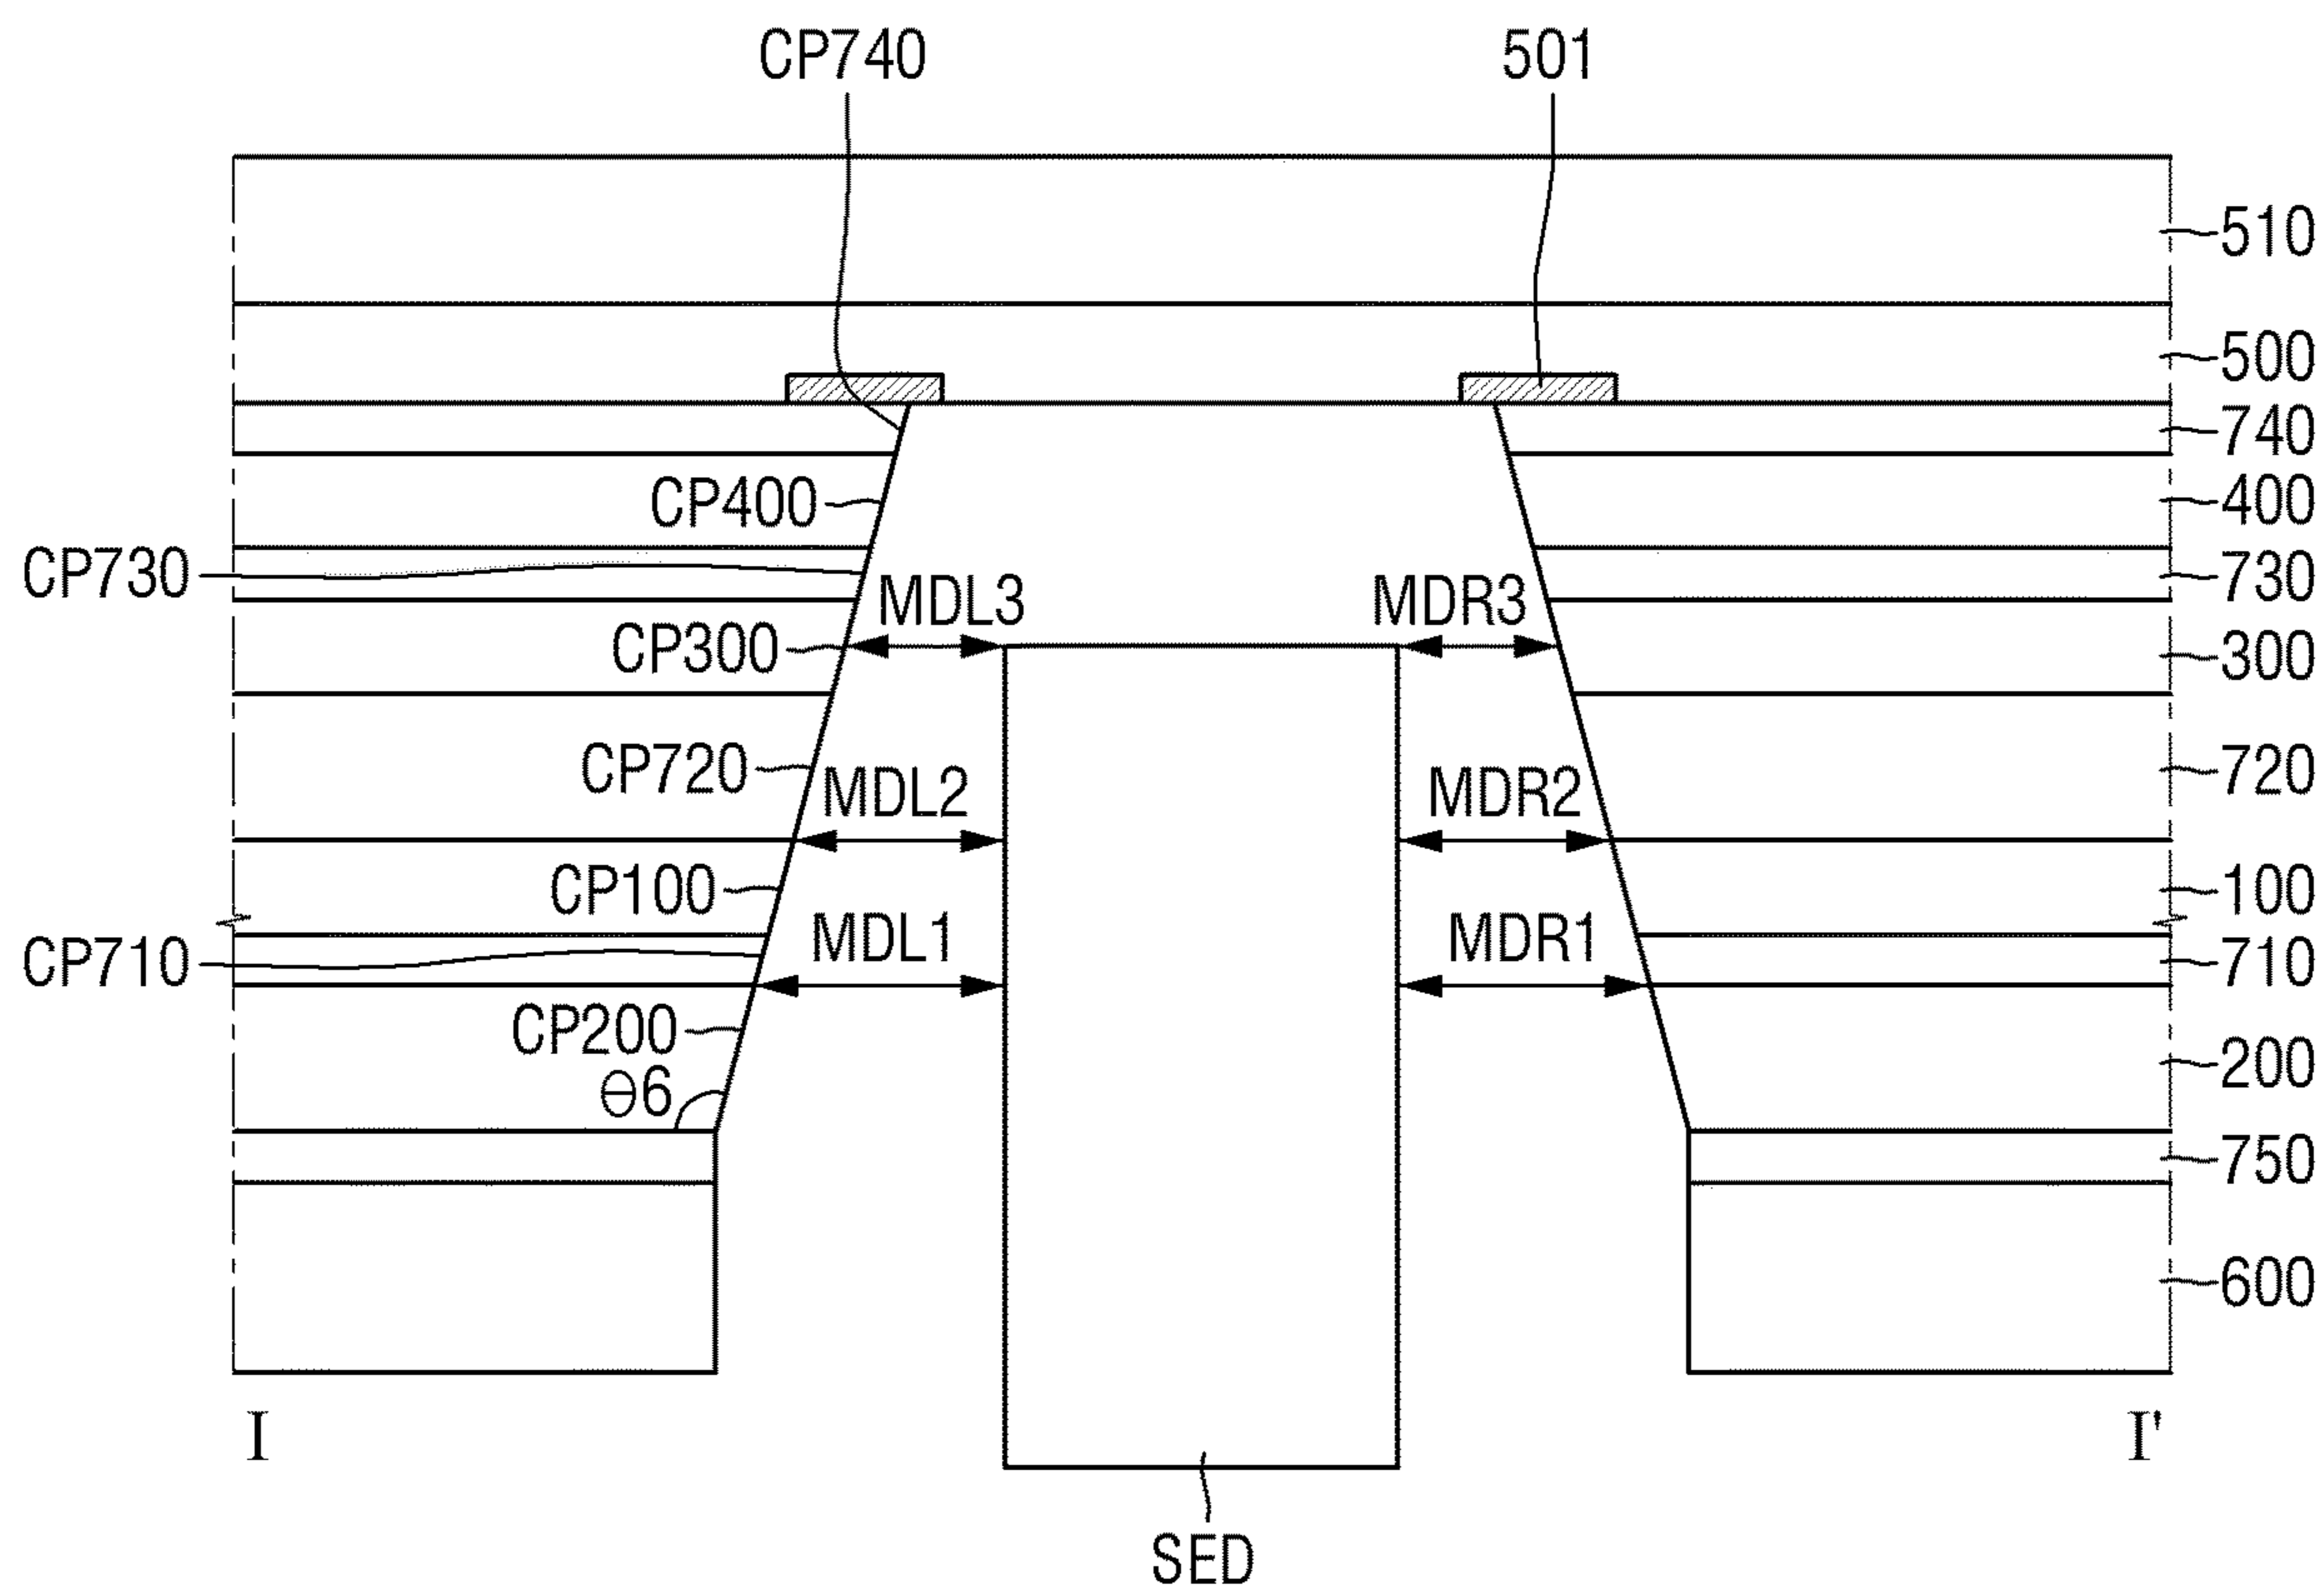 CP740 501
510
500
740
CP400 400
CP730 730
MDL3 MDR3
CP300 300
CP720 720
MDL2 MDR2
CP100 100
MDL1 MDR1
CP710 710
CP200 200
Θ6
750
600
I I'
SED